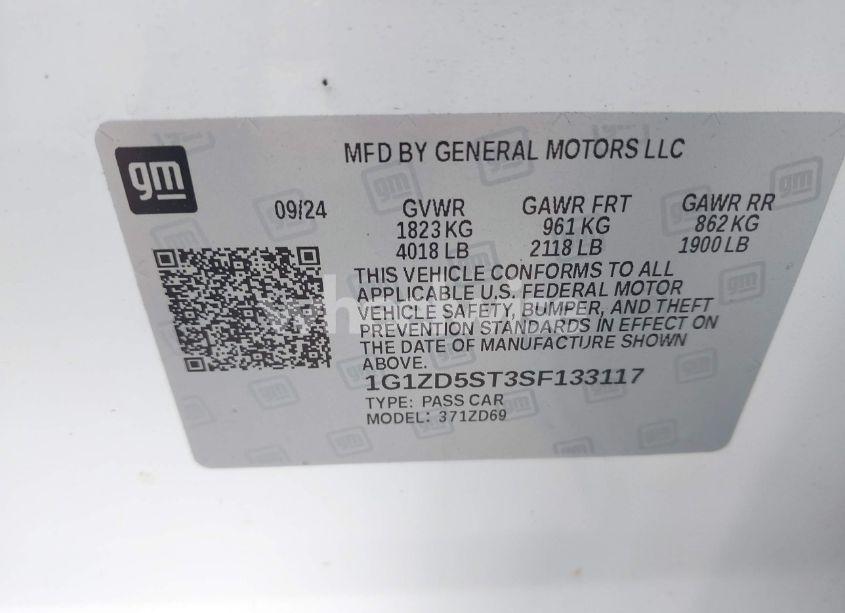 gm
MFD BY GENERAL MOTORS LLC
09/24
GVWR GAWR FRT GAWR RR
1823 KG 961 KG 862 KG
4018 LB 2118 LB 1900 LB
THIS VEHICLE CONFORMS TO ALL
APPLICABLE U.S. FEDERAL MOTOR
VEHICLE SAFETY, BUMPER, AND THEFT
PREVENTION STANDARDS IN EFFECT ON
THE DATE OF MANUFACTURE SHOWN
ABOVE.
1G1ZD5ST3SF133117
TYPE: PASS CAR
MODEL: 371ZD69